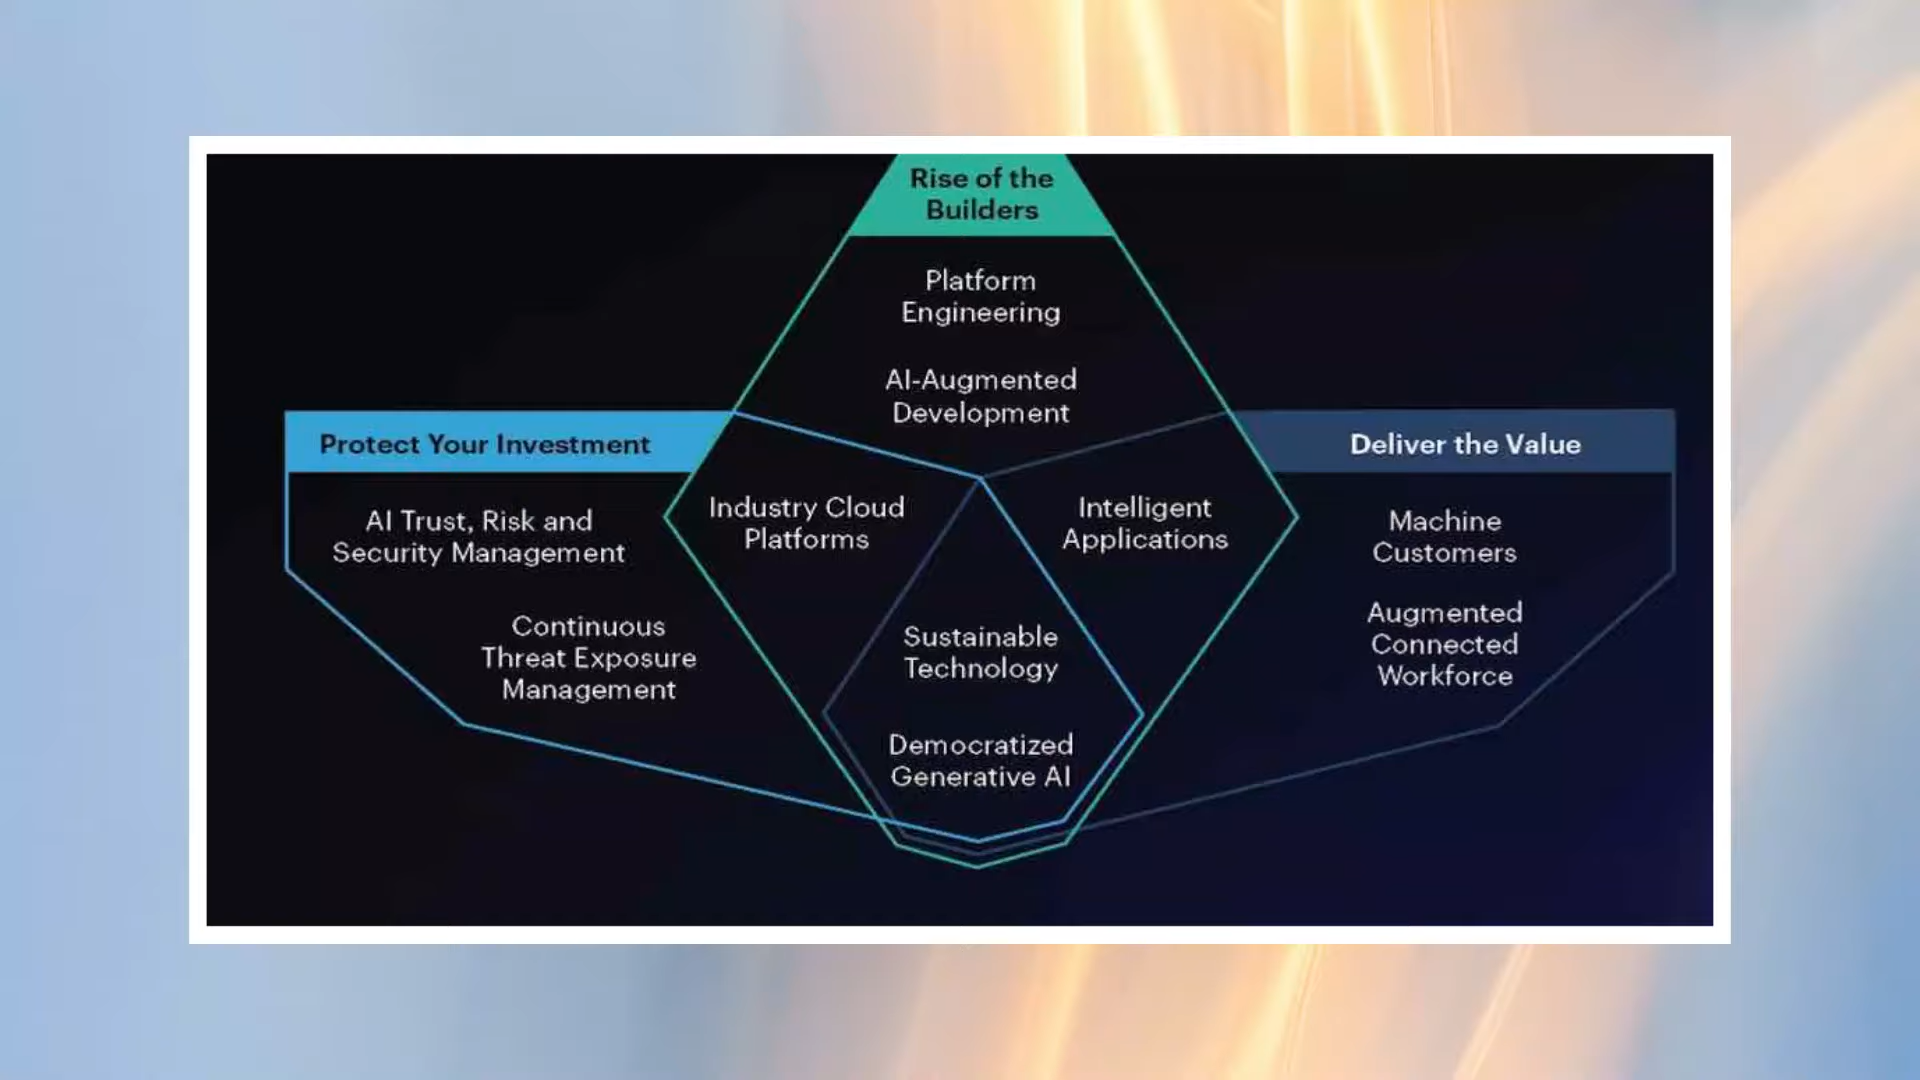 Rise of the
Builders
Platform
Engineering
AI-Augmented
Development
Protect Your Investment
AI Trust, Risk and
Security Management
Continuous
Threat Exposure
Management
Industry Cloud
Platforms
Intelligent
Applications
Sustainable
Technology
Democratized
Generative AI
Deliver the Value
Machine
Customers
Augmented
Connected
Workforce